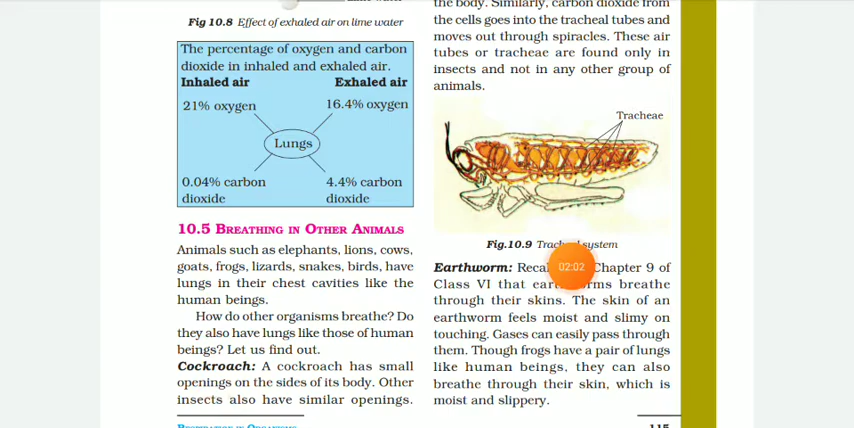 Fig 10.8 Effect of exhaled air on lime water
The percentage of oxygen and carbon
dioxide in inhaled and exhaled air.
Inhaled air Exhaled air
21% oxygen 16.4% oxygen
Lungs
0.04% carbon 4.4% carbon
dioxide dioxide
10.5 BREATHING IN OTHER ANIMALS
Animals such as elephants, lions, cows,
goats, frogs, lizards, snakes, birds, have
lungs in their chest cavities like the
human beings.
How do other organisms breathe? Do
they also have lungs like those of human
beings? Let us find out.
Cockroach: A cockroach has small
openings on the sides of its body. Other
insects also have similar openings.
the body. Similarly, carbon dioxide from
the cells goes into the tracheal tubes and
moves out through spiracles. These air
tubes or tracheae are found only in
insects and not in any other group of
animals.
Tracheae
Fig.10.9 system
02:02
Earthworm: Chapter 9 of
Class VI that breathe
through their skins. The skin of an
earthworm feels moist and slimy on
touching. Gases can easily pass through
them. Though frogs have a pair of lungs
like human beings, they can also
breathe through their skin, which is
moist and slippery.